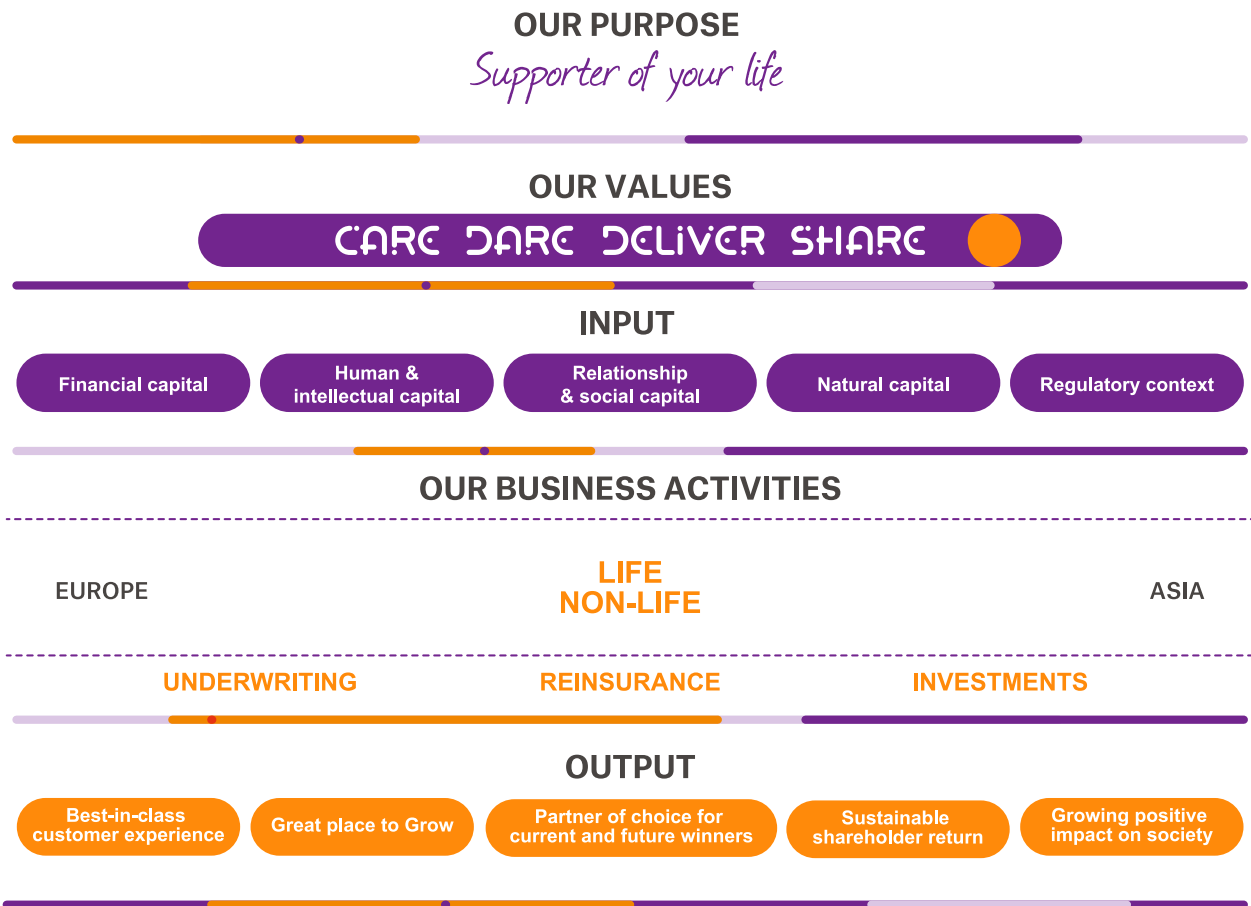 OUR PURPOSE
Supporter of your life
OUR VALUES
CARE DARE DELiVER SHARE
INPUT
Financial capital
Human &
intellectual capital
Relationship
& social capital
Natural capital
Regulatory context
OUR BUSINESS ACTIVITIES
EUROPE
LIFE
NON-LIFE
ASIA
UNDERWRITING
REINSURANCE
INVESTMENTS
OUTPUT
Best-in-class
customer experience
Great place to Grow
Partner of choice for
current and future winners
Sustainable
shareholder return
Growing positive
impact on society